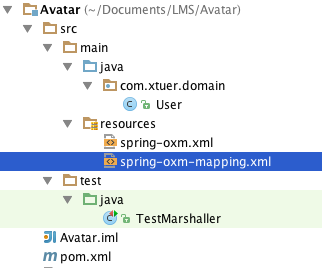 Avatar (~/Documents/LMS/Avatar)
src
main
java
com.xtuer.domain
User
resources
spring-oxm.xml
spring-oxm-mapping.xml
test
java
TestMarshaller
Avatar.iml
pom.xml